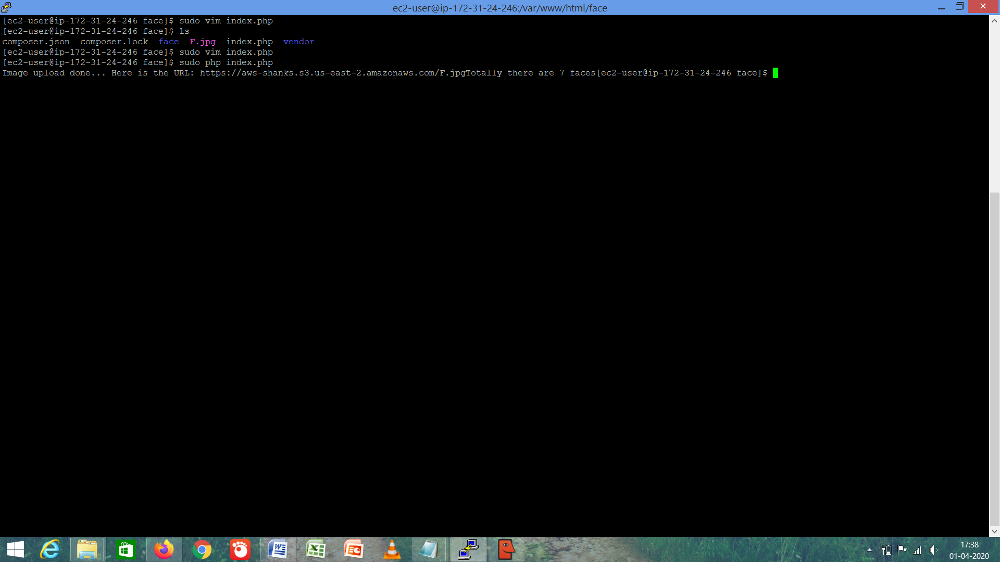 ec2-user@ip-172-31-24-246:/var/www/html/face
[ec2-user@ip-172-31-24-246 face]$ sudo vim index.php
[ec2-user@ip-172-31-24-246 face]$ ls
composer.json  composer.lock  face  F.jpg  index.php  vendor
[ec2-user@ip-172-31-24-246 face]$ sudo vim index.php
[ec2-user@ip-172-31-24-246 face]$ sudo php index.php
Image upload done... Here is the URL: https://aws-shanks.s3.us-east-2.amazonaws.com/F.jpgTotally there are 7 faces[ec2-user@ip-172-31-24-246 face]$
17:38
01-04-2020